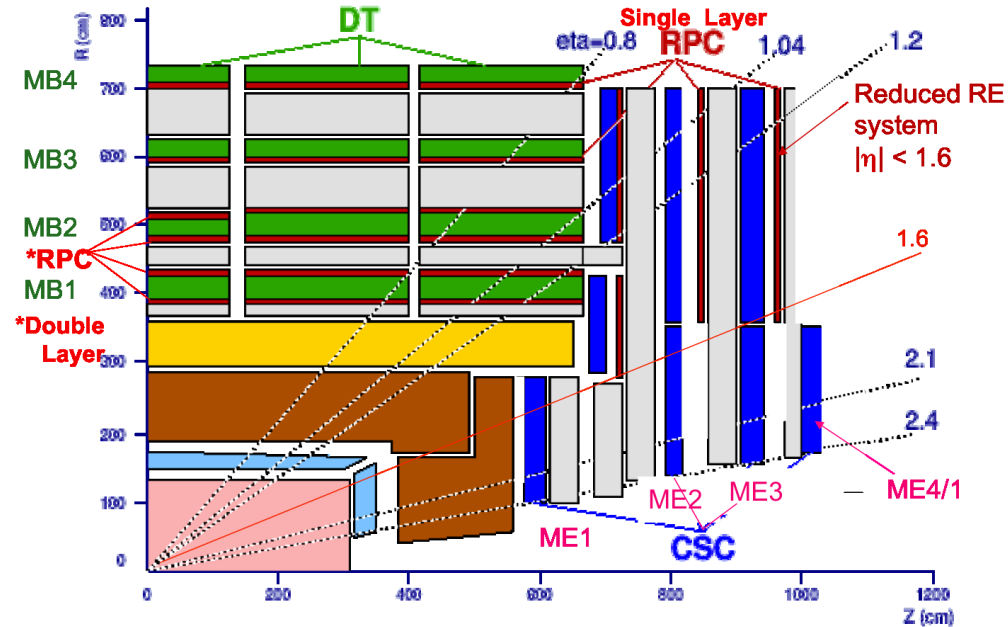 800
R (cm)
DT
Single Layer
eta=0.8
RPC
1.04
1.2
MB4
700
Reduced RE
system
|η| < 1.6
MB3
600
MB2
500
*RPC
1.6
MB1
400
*Double
Layer
300
2.1
200
2.4
ME2
ME3
ME4/1
100
ME1
CSC
0
0
200
400
600
800
1000
1200
Z (cm)